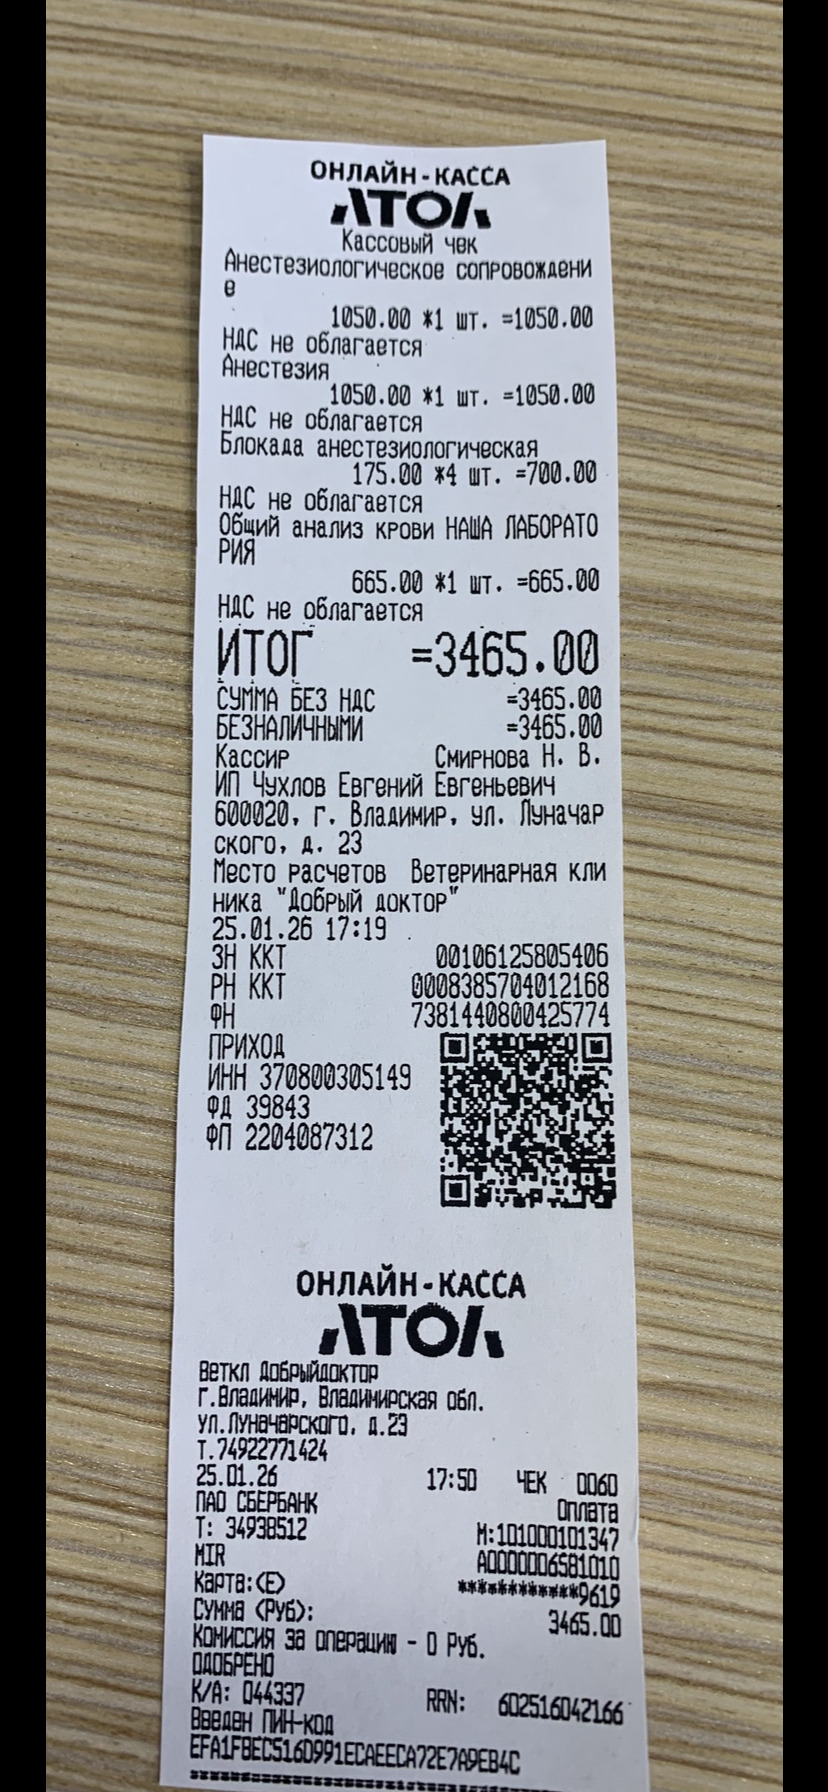 ОНЛАЙН-КАССА
АТОЛ
Кассовый чек
Анестезиологическое сопровождени
е
1050.00 *1 шт. =1050.00
НДС не облагается
Анестезия
1050.00 *1 шт. =1050.00
НДС не облагается
Блокада анестезиологическая
175.00 *4 шт. =700.00
НДС не облагается
Общий анализ крови НАША ЛАБОРАТО
РИЯ
665.00 *1 шт. =665.00
НДС не облагается
ИТОГ =3465.00
СУММА БЕЗ НДС =3465.00
БЕЗНАЛИЧНЫМИ =3465.00
Кассир Смирнова Н. В.
ИП Чухлов Евгений Евгеньевич
600020, г. Владимир, ул. Луначар
ского, д. 23
Место расчетов Ветеринарная кли
ника "Добрый доктор"
25.01.26 17:19
ЗН ККТ 00106125805406
РН ККТ 0008385704012168
ФН 7381440800425774
ПРИХОД
ИНН 370800305149
ФД 39843
ФП 2204087312
ОНЛАЙН-КАССА
АТОЛ
Веткл Добрыйдоктор
г.Владимир, Владимирская обл.
ул.Луначарского, д.23
Т.74922771424
25.01.26 17:50 ЧЕК 0060
ПАО СБЕРБАНК Оплата
Т: 34938512 М:101000101347
MIR A0000006581010
Карта:(E) ************9619
Сумма (Руб): 3465.00
Комиссия за операцию - 0 Руб.
ОДОБРЕНО
К/А: 044337 RRN: 602516042166
Введен ПИН-код
EFA1F8EC516D991ECAEECA72E7A9EB4C